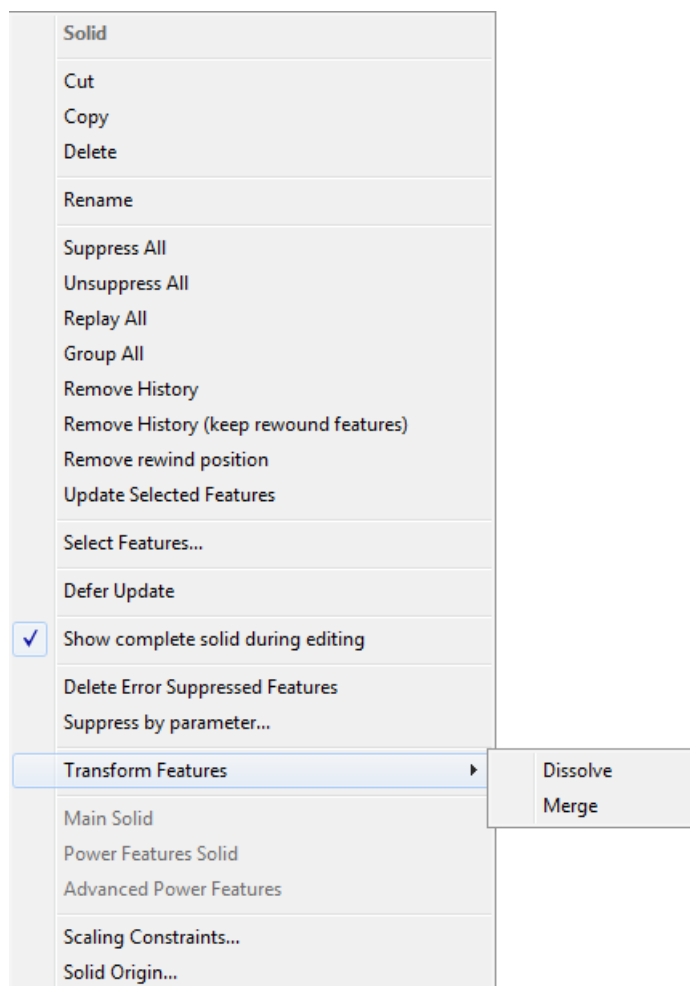 Solid
Cut
Copy
Delete
Rename
Suppress All
Unsuppress All
Replay All
Group All
Remove History
Remove History (keep rewound features)
Remove rewind position
Update Selected Features
Select Features...
Defer Update
Show complete solid during editing
Delete Error Suppressed Features
Suppress by parameter...
Transform Features
Dissolve
Merge
Main Solid
Power Features Solid
Advanced Power Features
Scaling Constraints...
Solid Origin...